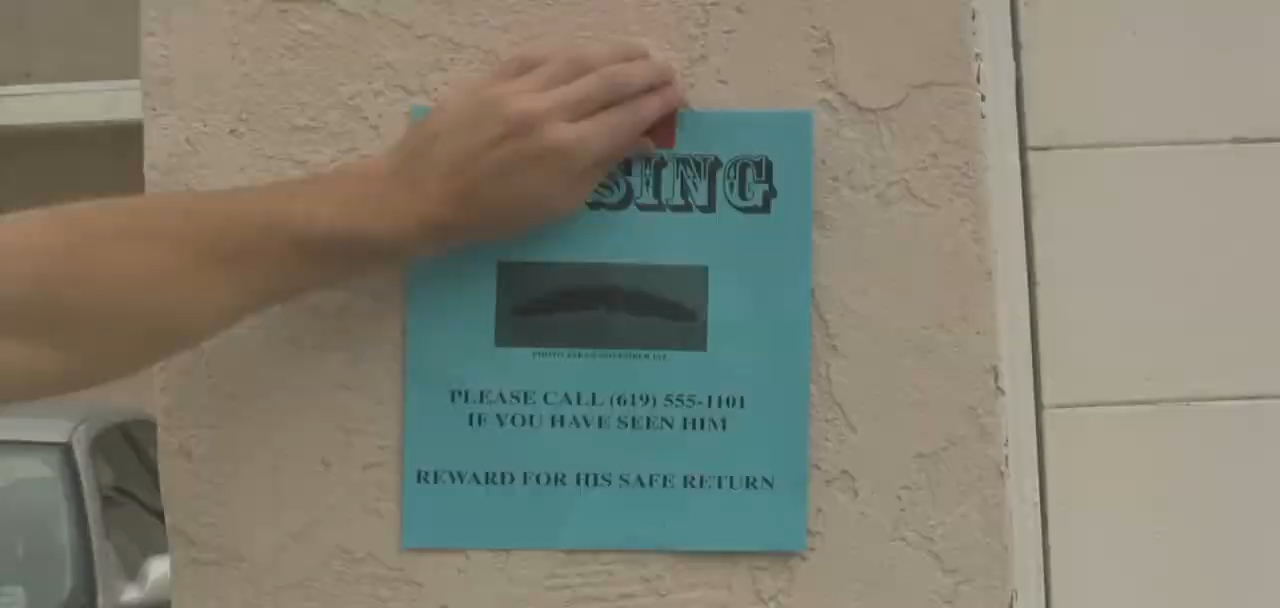 SING
PLEASE CALL (619) 555-1101
IF YOU HAVE SEEN HIM
REWARD FOR HIS SAFE RETURN